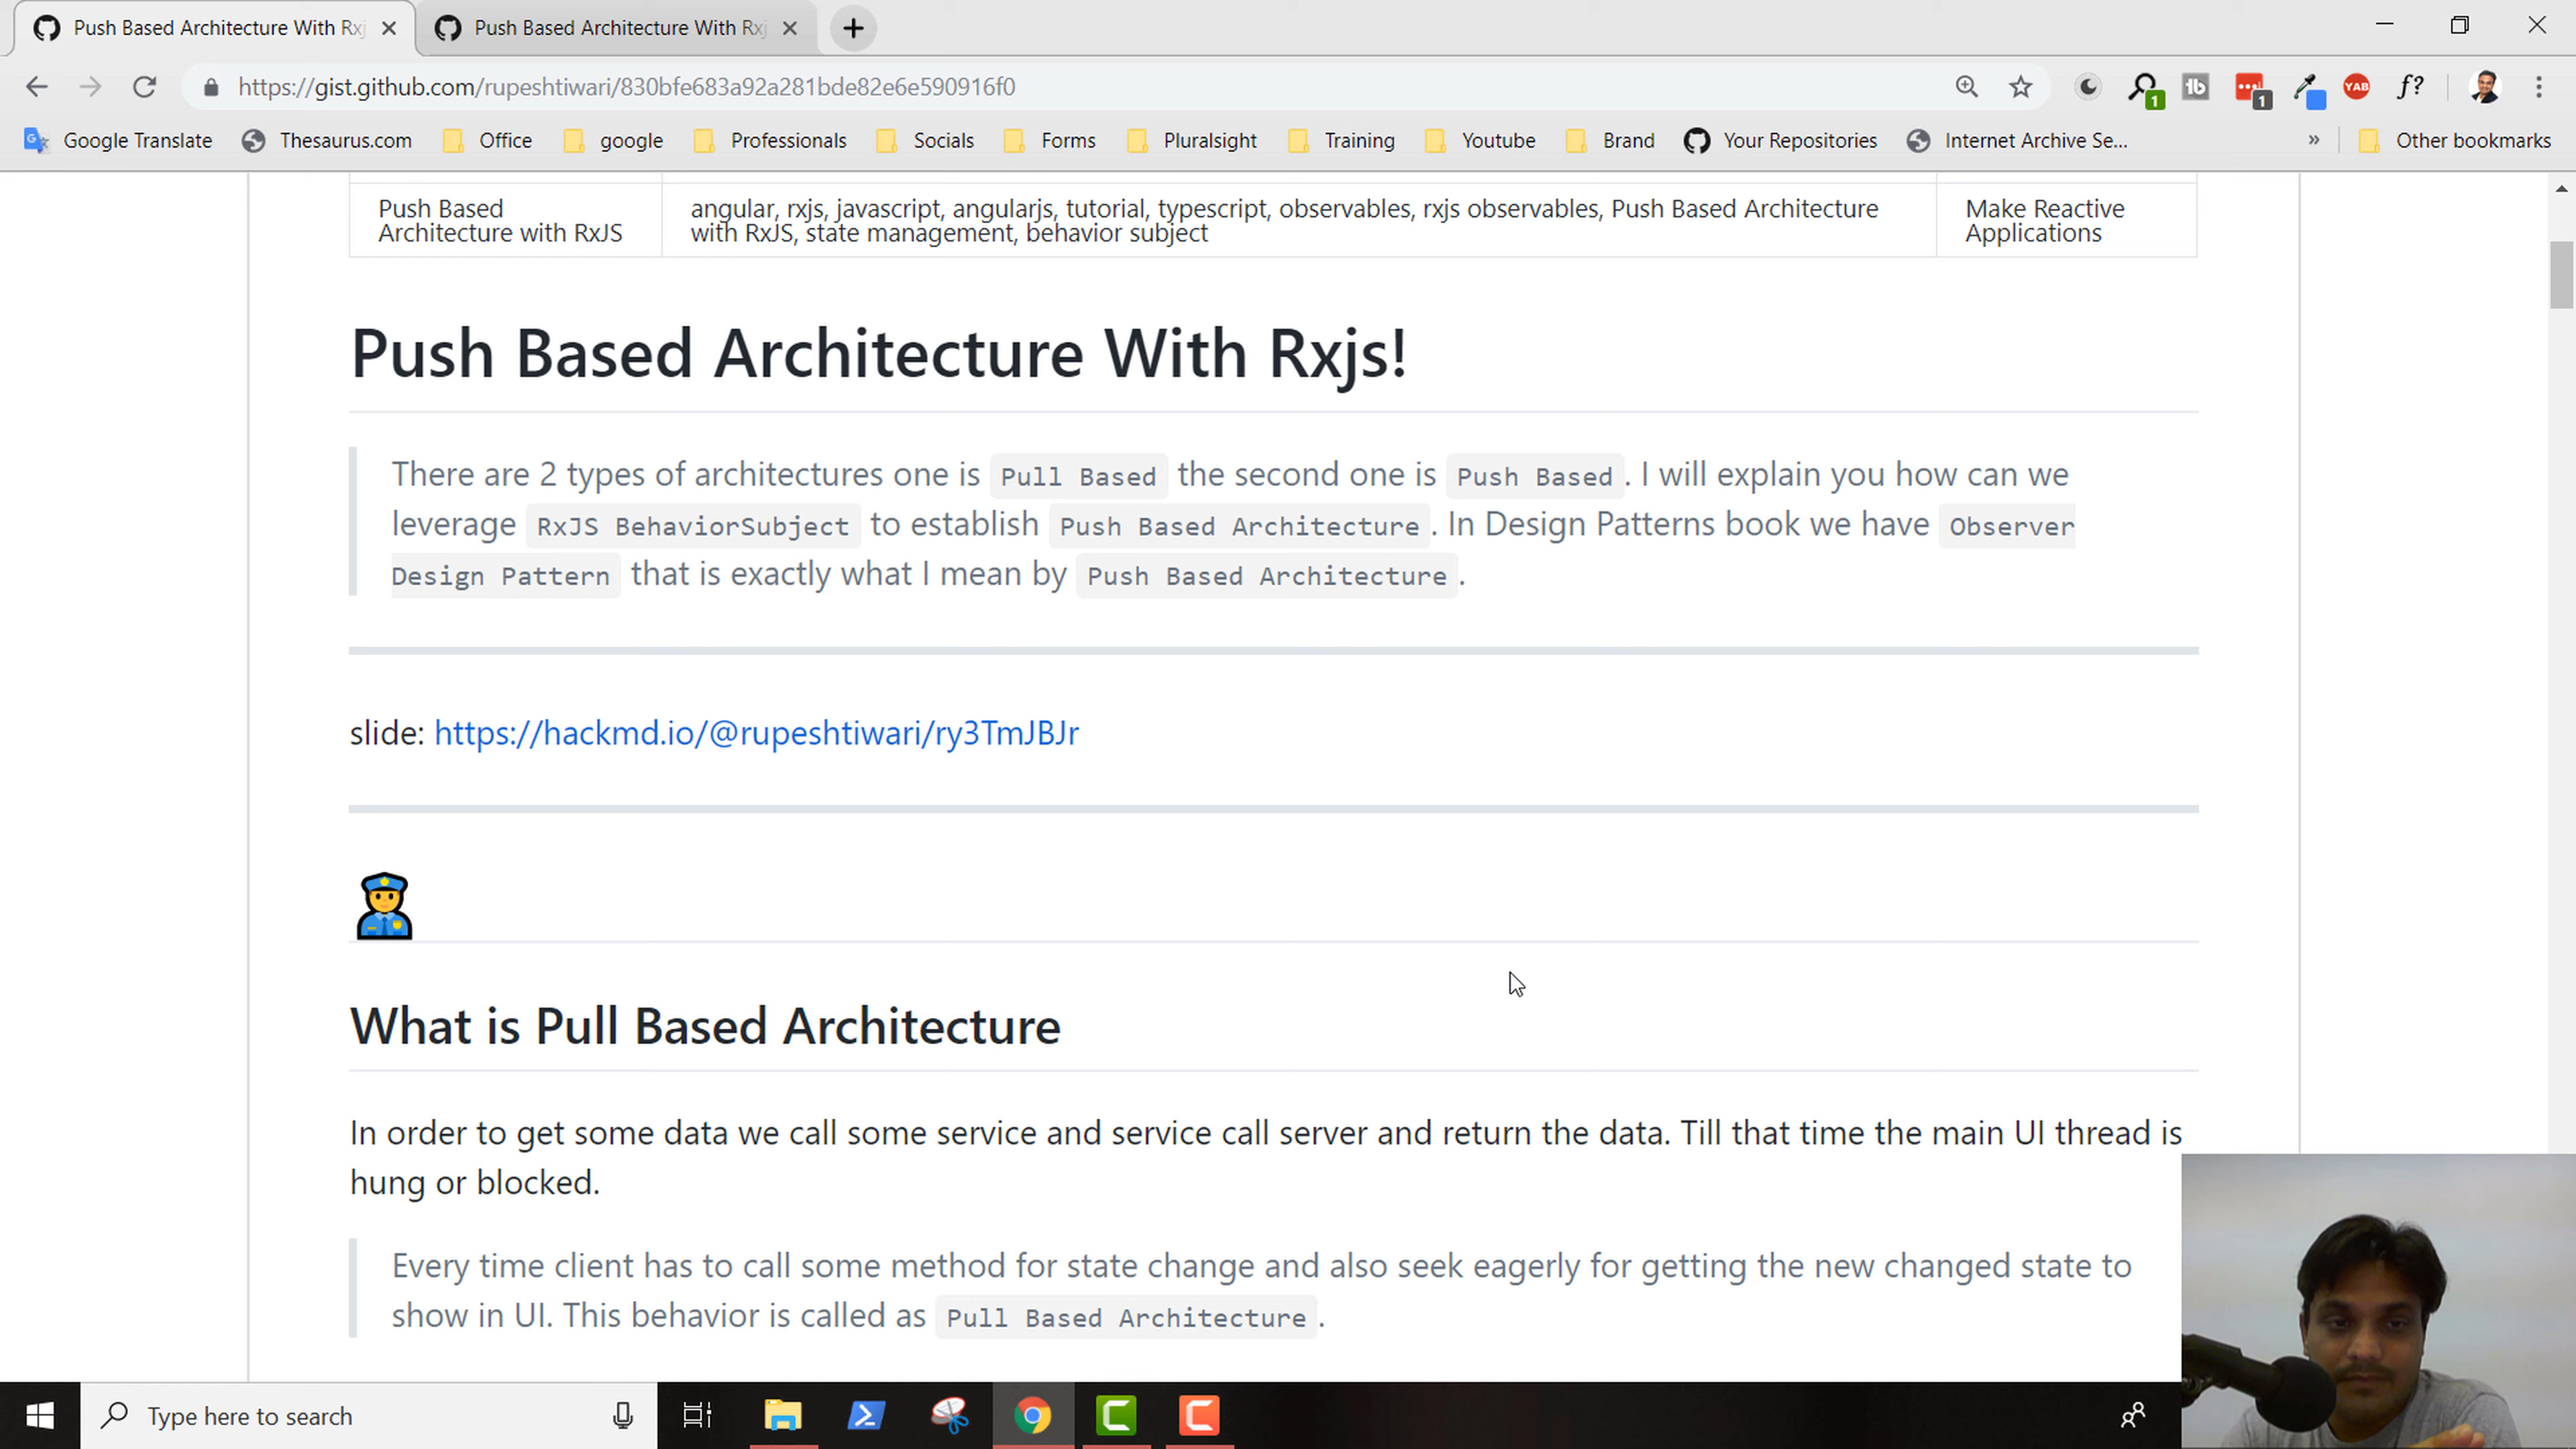 Push Based Architecture With Rxj
Push Based Architecture With Rxj
https://gist.github.com/rupeshtiwari/830bfe683a92a281bde82e6e590916f0
1
1
YAB
f?
Google Translate
Thesaurus.com
Office
google
Professionals
Socials
Forms
Pluralsight
Training
Youtube
Brand
Your Repositories
Internet Archive Se...
»
Other bookmarks
Push Based
Architecture with RxJS
angular, rxjs, javascript, angularjs, tutorial, typescript, observables, rxjs observables, Push Based Architecture
with RxJS, state management, behavior subject
Make Reactive
Applications
Push Based Architecture With Rxjs!
There are 2 types of architectures one is Pull Based the second one is Push Based. I will explain you how can we
leverage RxJS BehaviorSubject to establish Push Based Architecture. In Design Patterns book we have Observer
Design Pattern that is exactly what I mean by Push Based Architecture.
slide: https://hackmd.io/@rupeshtiwari/ry3TmJBJr
What is Pull Based Architecture
In order to get some data we call some service and service call server and return the data. Till that time the main UI thread is
hung or blocked.
Every time client has to call some method for state change and also seek eagerly for getting the new changed state to
show in UI. This behavior is called as Pull Based Architecture.
Type here to search